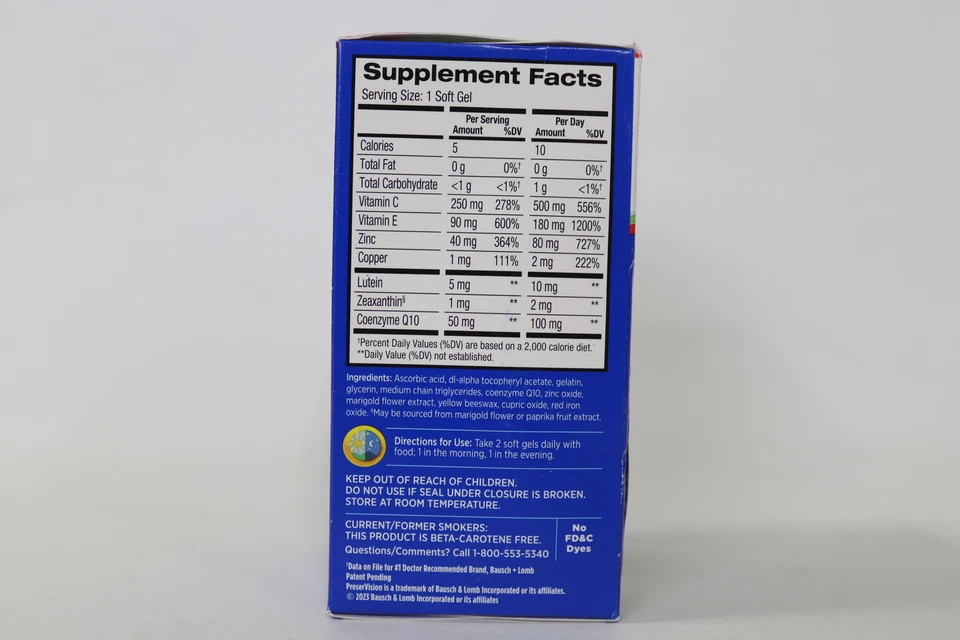 Supplement Facts
Serving Size: 1 Soft Gel
Per Serving Per Day
Amount %DV Amount %DV
Calories 5 10
Total Fat 0 g 0%† 0 g 0%†
Total Carbohydrate <1 g <1%† 1 g <1%†
Vitamin C 250 mg 278% 500 mg 556%
Vitamin E 90 mg 600% 180 mg 1200%
Zinc 40 mg 364% 80 mg 727%
Copper 1 mg 111% 2 mg 222%
Lutein 5 mg ** 10 mg **
Zeaxanthin§ 1 mg ** 2 mg **
Coenzyme Q10 50 mg ** 100 mg **
†Percent Daily Values (%DV) are based on a 2,000 calorie diet.
**Daily Value (%DV) not established.
Ingredients: Ascorbic acid, dl-alpha tocopheryl acetate, gelatin,
glycerin, medium chain triglycerides, coenzyme Q10, zinc oxide,
marigold flower extract, yellow beeswax, cupric oxide, red iron
oxide. §May be sourced from marigold flower or paprika fruit extract.
Directions for Use: Take 2 soft gels daily with
food; 1 in the morning, 1 in the evening.
KEEP OUT OF REACH OF CHILDREN.
DO NOT USE IF SEAL UNDER CLOSURE IS BROKEN.
STORE AT ROOM TEMPERATURE.
CURRENT/FORMER SMOKERS:
THIS PRODUCT IS BETA-CAROTENE FREE.
Questions/Comments? Call 1-800-553-5340
No
FD&C
Dyes
†Data on File for #1 Doctor Recommended Brand, Bausch + Lomb
Patent Pending
PreserVision is a trademark of Bausch & Lomb Incorporated or its affiliates.
© 2023 Bausch & Lomb Incorporated or its affiliates